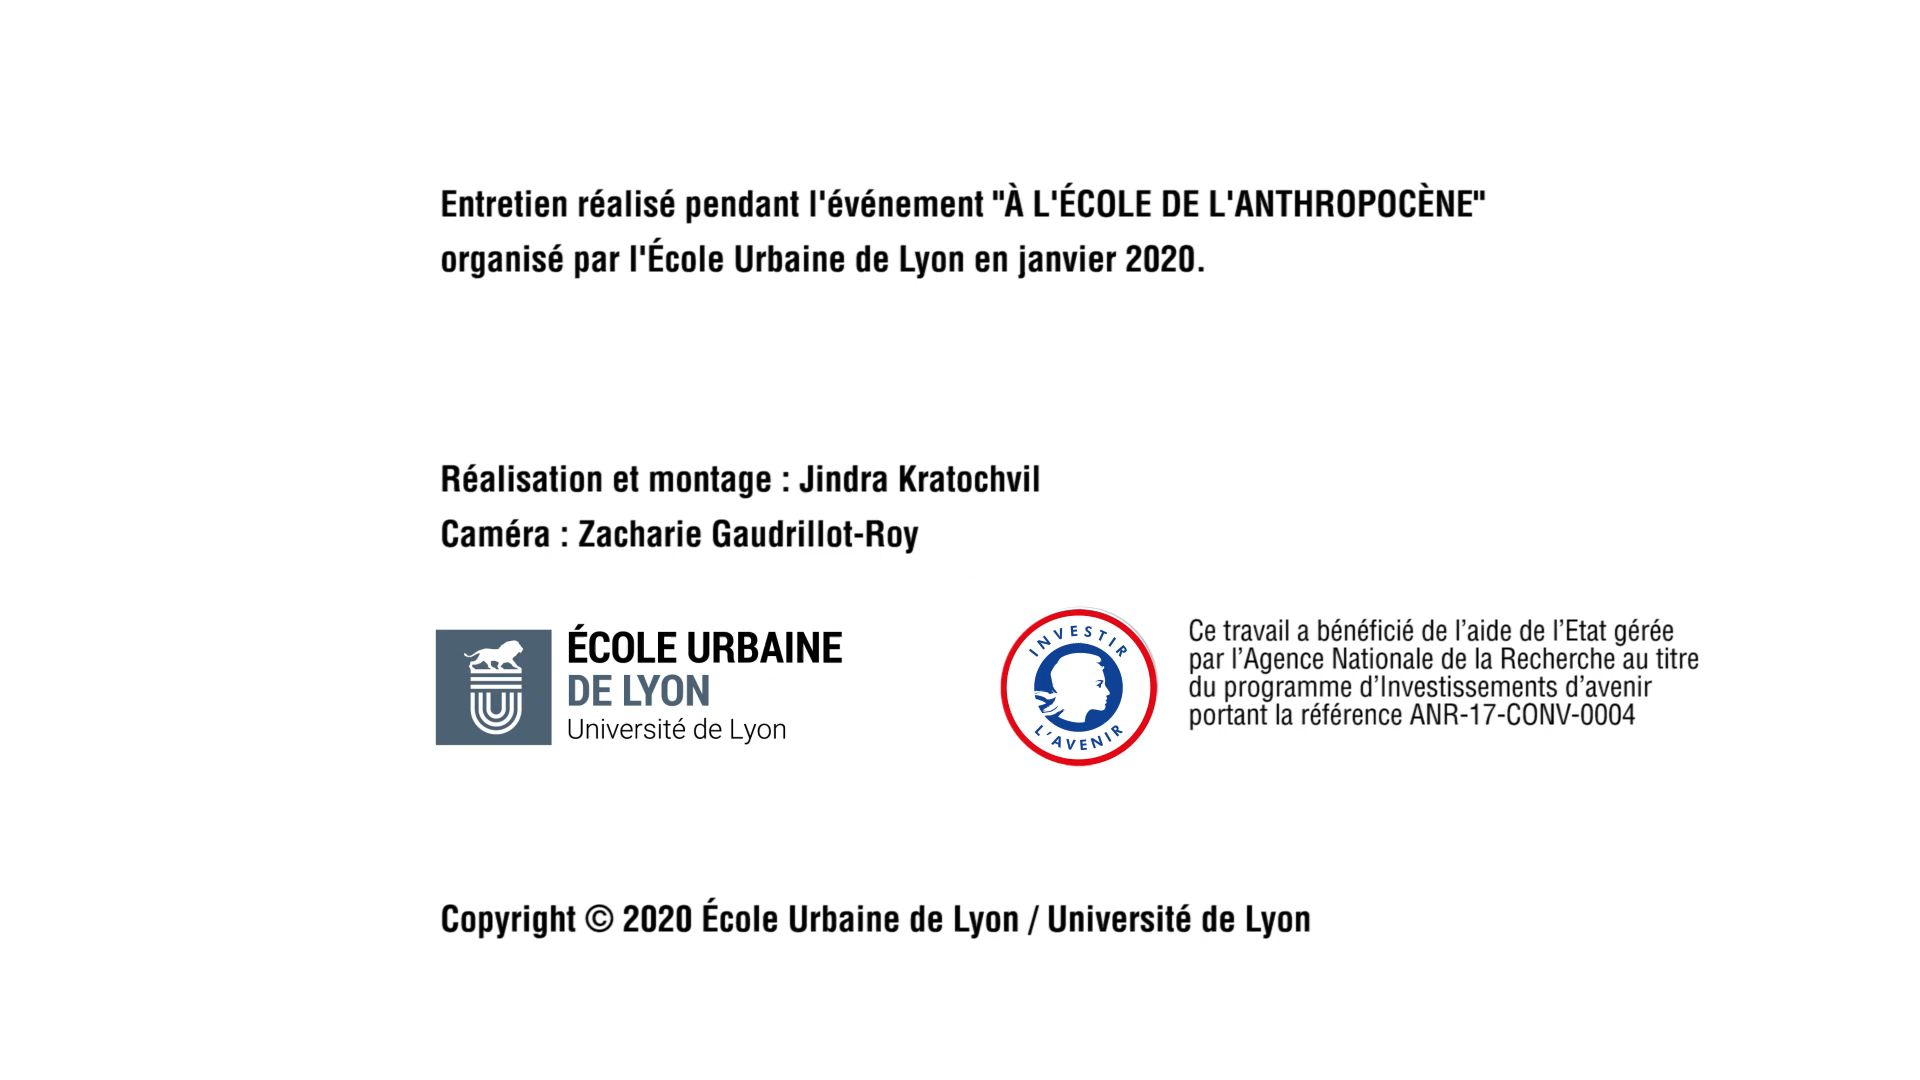 Entretien réalisé pendant l'événement "À L'ÉCOLE DE L'ANTHROPOCÈNE"
organisé par l'École Urbaine de Lyon en janvier 2020.
Réalisation et montage : Jindra Kratochvil
Caméra : Zacharie Gaudrillot-Roy
ÉCOLE URBAINE
DE LYON
Université de Lyon
INVESTIR
L'AVENIR
Ce travail a bénéficié de l’aide de l’Etat gérée
par l’Agence Nationale de la Recherche au titre
du programme d’Investissements d’avenir
portant la référence ANR-17-CONV-0004
Copyright © 2020 École Urbaine de Lyon / Université de Lyon